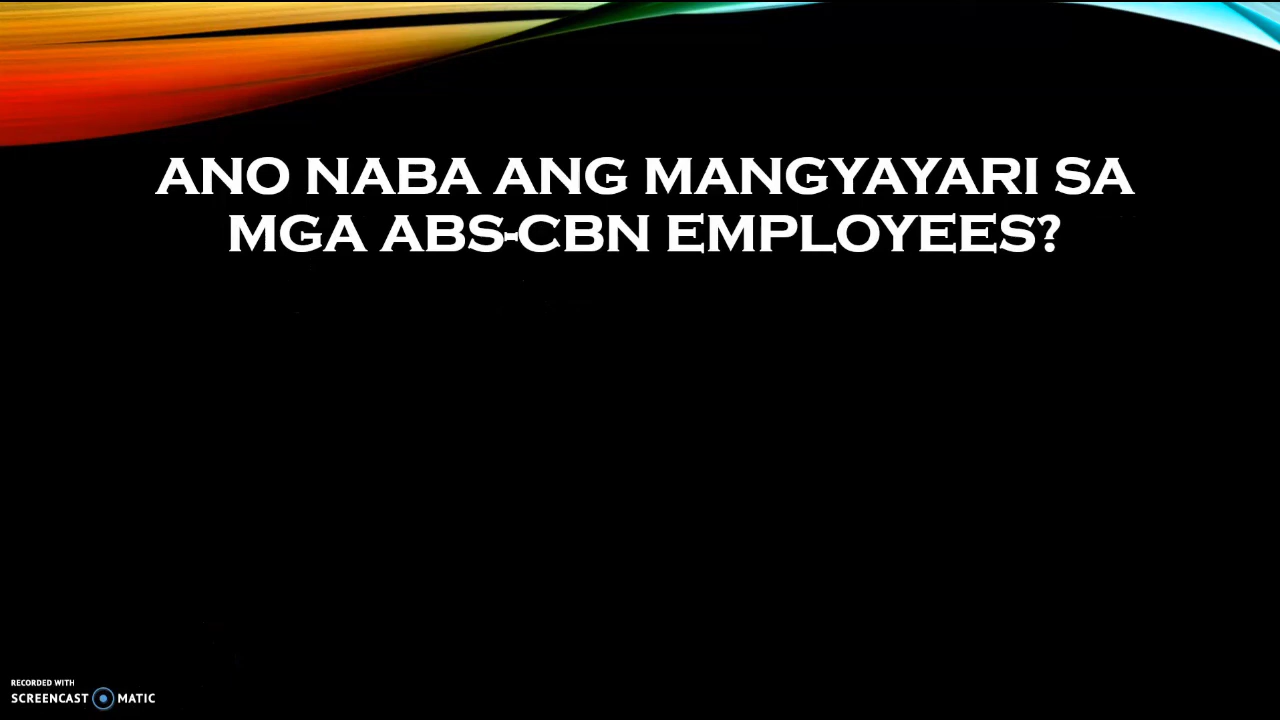 ANO NABA ANG MANGYAYARI SA
MGA ABS-CBN EMPLOYEES?
RECORDED WITH
SCREENCAST MATIC